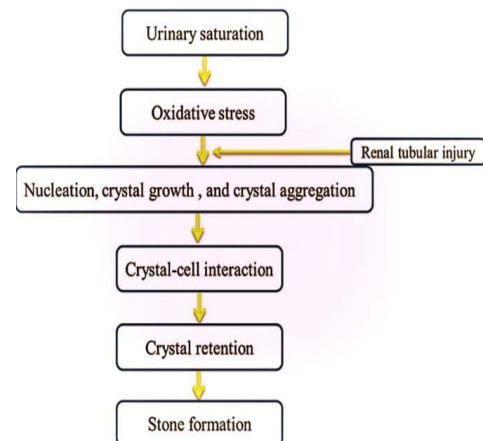 Urinary saturation
Oxidative stress
Renal tubular injury
Nucleation, crystal growth , and crystal aggregation
Crystal-cell interaction
Crystal retention
Stone formation